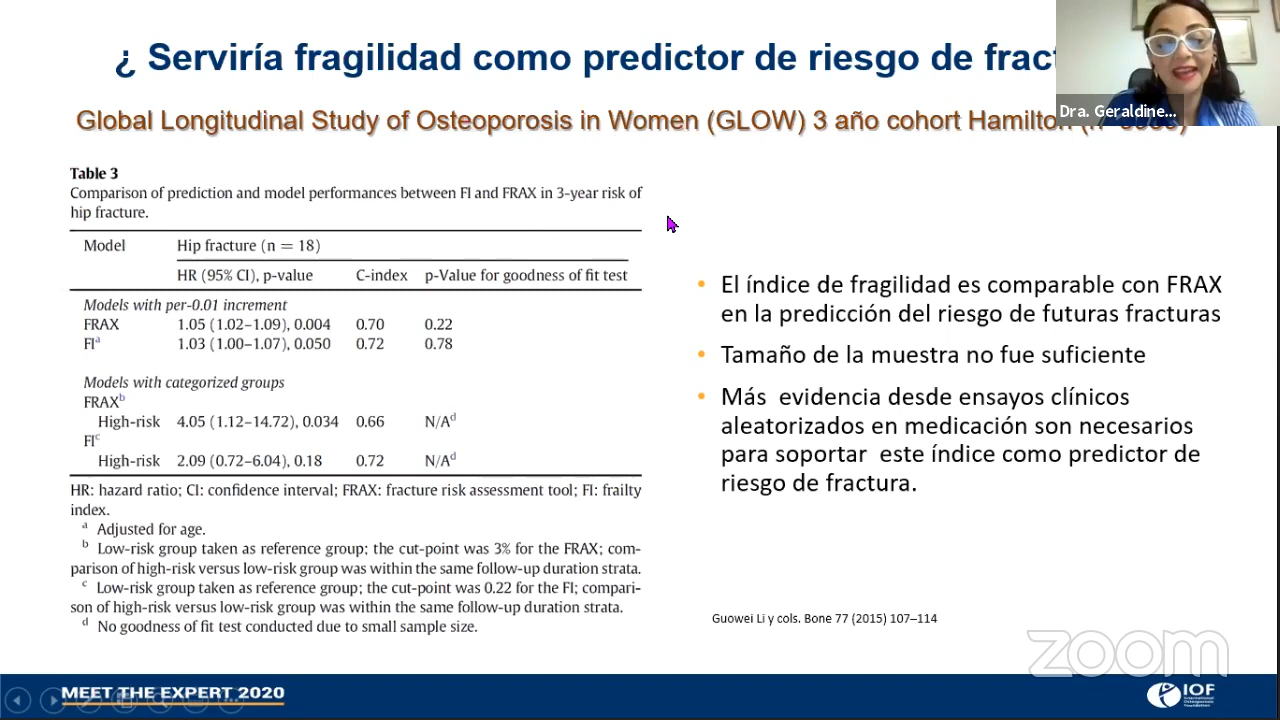 ¿ Serviría fragilidad como predictor de riesgo de
Global Longitudinal Study of Osteoporosis in Women (GLOW) 3 año cohort Hamilton
Dra. Geraldine...
Table 3
Comparison of prediction and model performances between FI and FRAX in 3-year risk of
hip fracture.
Model Hip fracture (n = 18)
HR (95% CI), p-value C-index p-Value for goodness of fit test
Models with per-0.01 increment
FRAX 1.05 (1.02–1.09), 0.004 0.70 0.22
FIa 1.03 (1.00–1.07), 0.050 0.72 0.78
Models with categorized groups
FRAXb
High-risk 4.05 (1.12–14.72), 0.034 0.66 N/Ad
FIc
High-risk 2.09 (0.72–6.04), 0.18 0.72 N/Ad
HR: hazard ratio; CI: confidence interval; FRAX: fracture risk assessment tool; FI: frailty
index.
a Adjusted for age.
b Low-risk group taken as reference group; the cut-point was 3% for the FRAX; com-
parison of high-risk versus low-risk group was within the same follow-up duration strata.
c Low-risk group taken as reference group; the cut-point was 0.22 for the FI; compari-
son of high-risk versus low-risk group was within the same follow-up duration strata.
d No goodness of fit test conducted due to small sample size.
• El índice de fragilidad es comparable con FRAX
en la predicción del riesgo de futuras fracturas
• Tamaño de la muestra no fue suficiente
• Más evidencia desde ensayos clínicos
aleatorizados en medicación son necesarios
para soportar este índice como predictor de
riesgo de fractura.
Guowei Li y cols. Bone 77 (2015) 107–114
zoom
MEET THE EXPERT 2020
IOF
International
Osteoporosis
Foundation